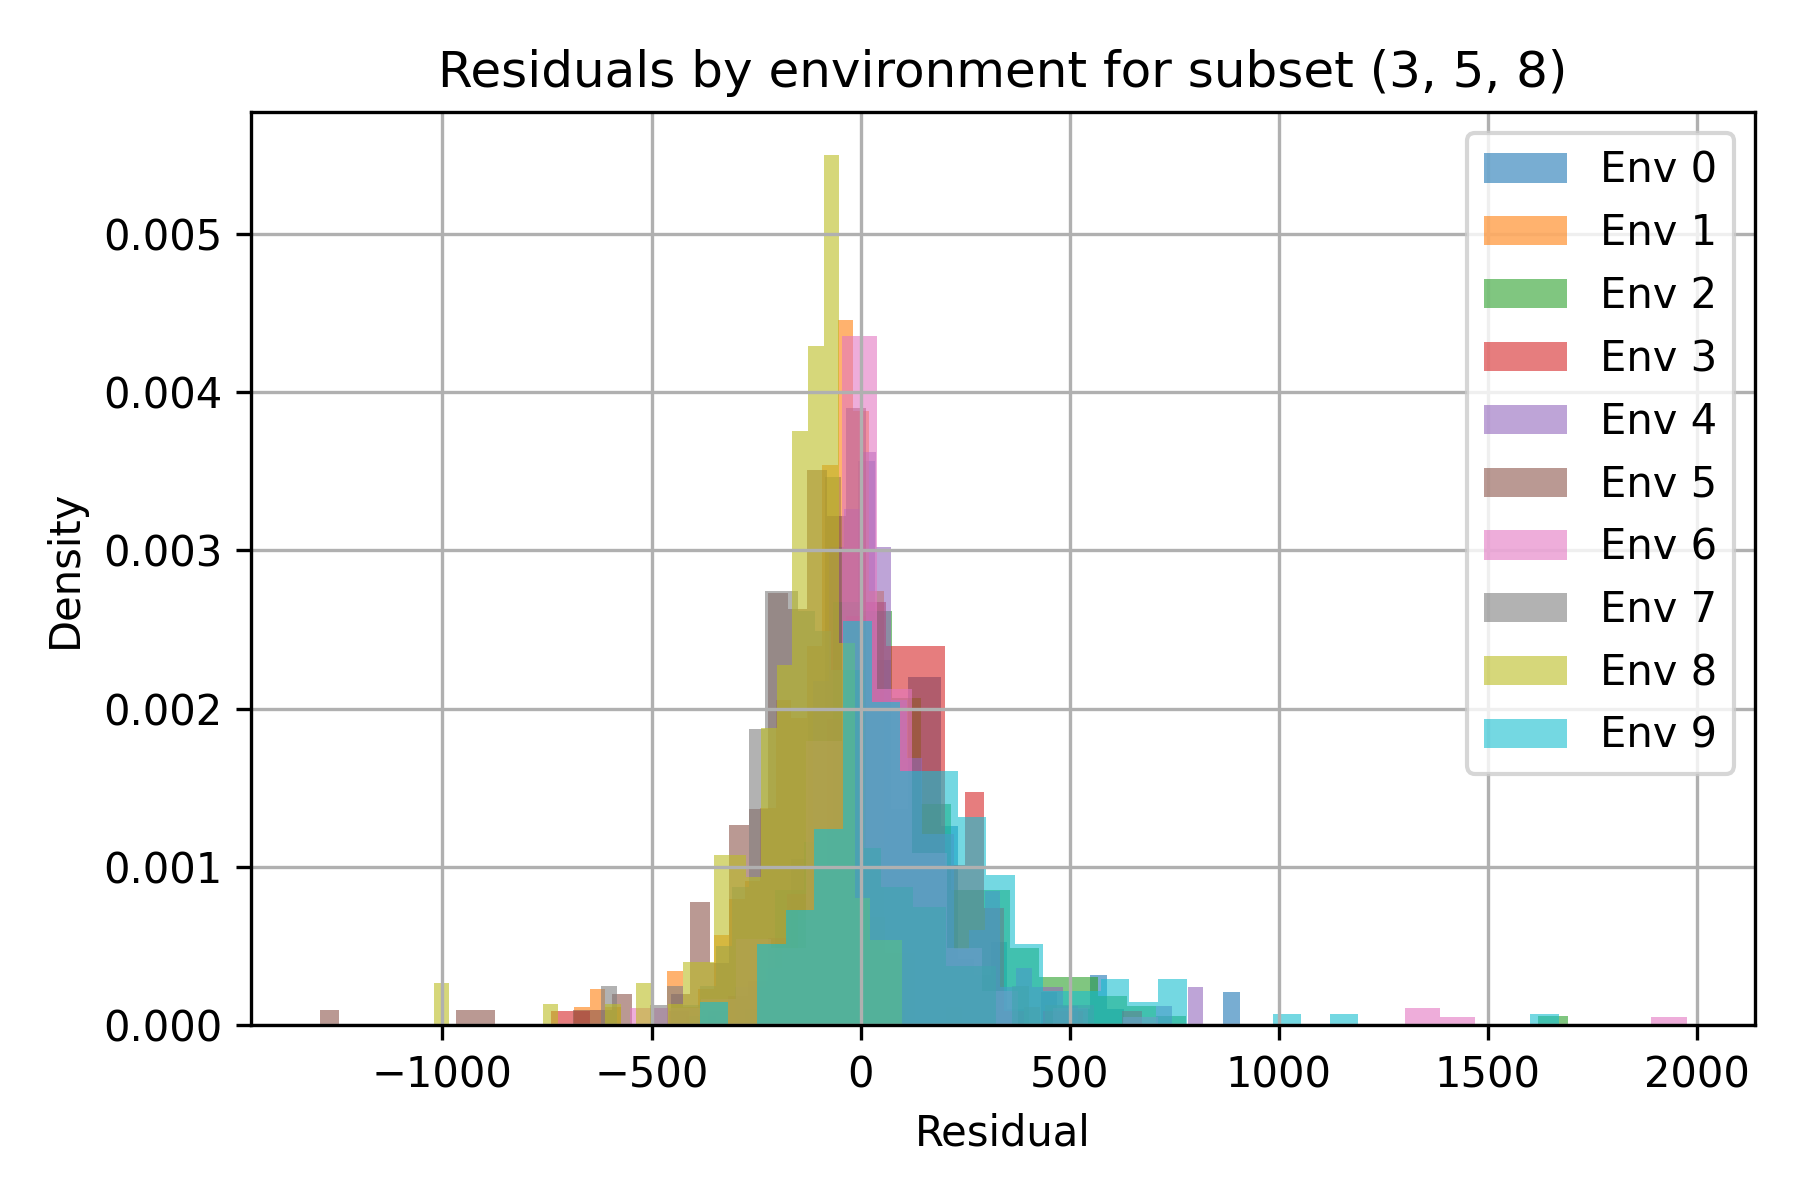 Residuals by environment for subset (3, 5, 8)
Density
0.005
0.004
0.003
0.002
0.001
0.000
−1000
−500
0
500
1000
1500
2000
Residual
Env 0
Env 1
Env 2
Env 3
Env 4
Env 5
Env 6
Env 7
Env 8
Env 9